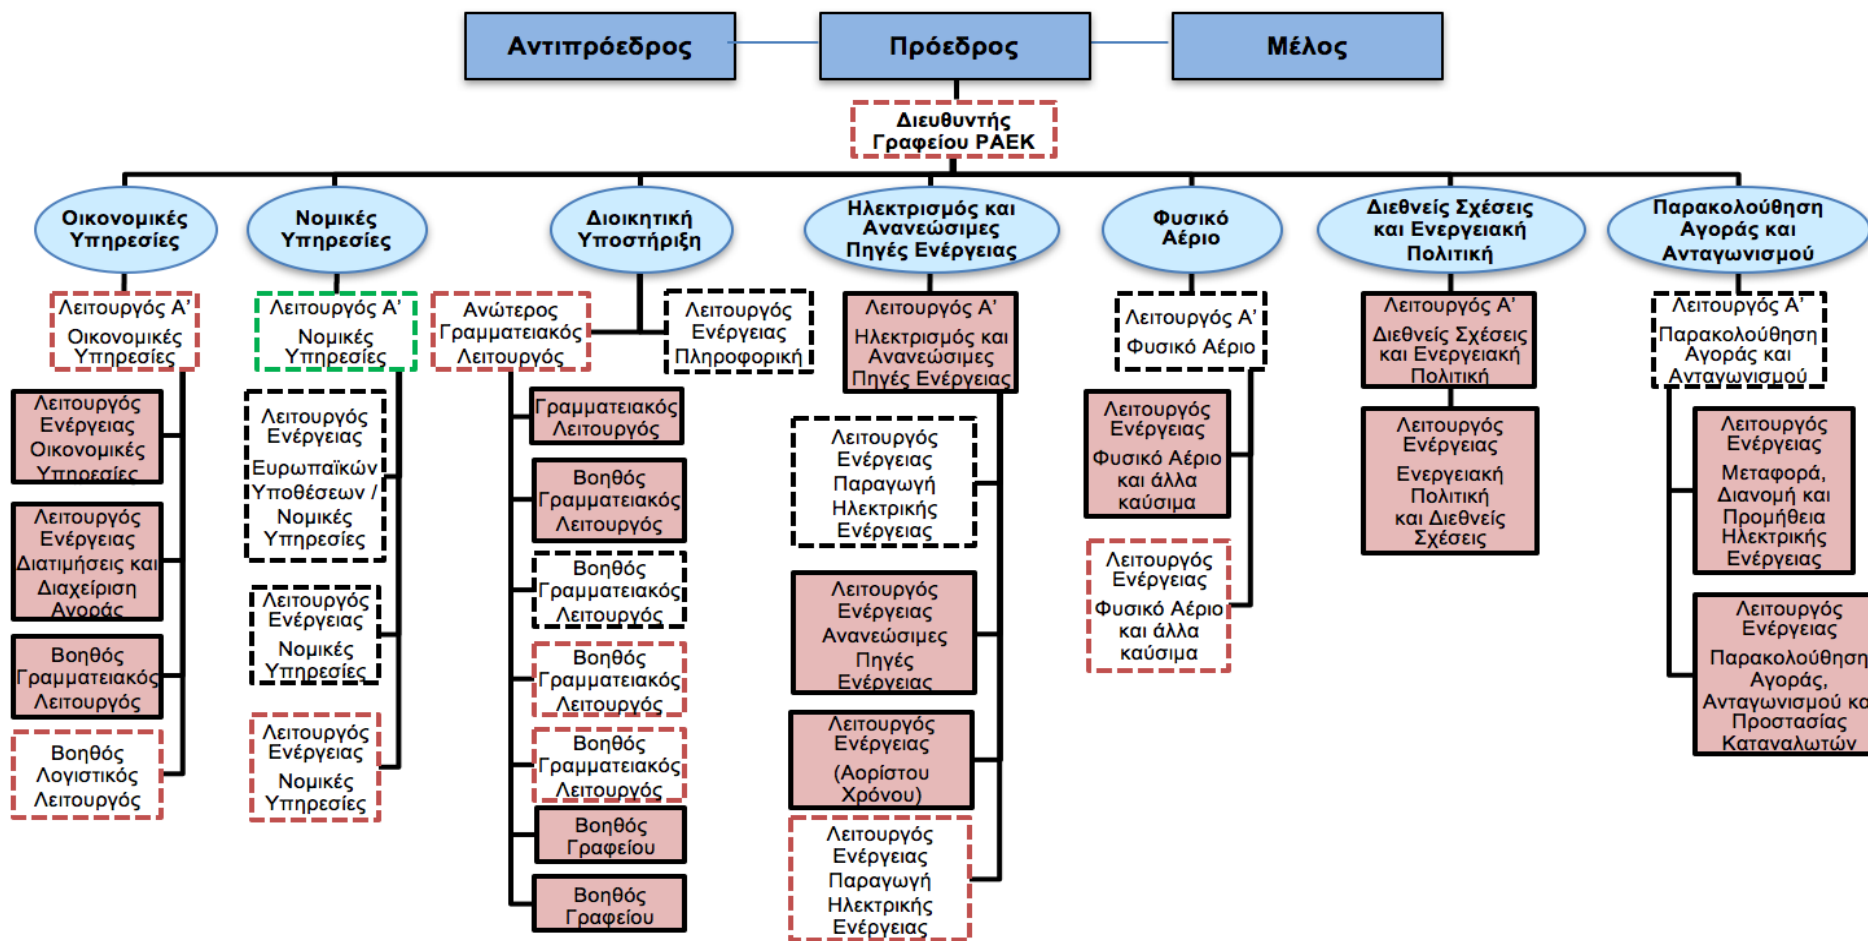 Αντιπρόεδρος
Πρόεδρος
Μέλος
Διευθυντής
Γραφείου ΡΑΕΚ
Οικονομικές
Υπηρεσίες
Νομικές
Υπηρεσίες
Διοικητική
Υποστήριξη
Ηλεκτρισμός και
Ανανεώσιμες
Πηγές Ενέργειας
Φυσικό
Αέριο
Διεθνείς Σχέσεις
και Ενεργειακή
Πολιτική
Παρακολούθηση
Αγοράς και
Ανταγωνισμού
Λειτουργός Α’
Οικονομικές
Υπηρεσίες
Λειτουργός
Ενέργειας
Οικονομικές
Υπηρεσίες
Λειτουργός
Ενέργειας
Διατιμήσεις και
Διαχείριση
Αγοράς
Βοηθός
Γραμματειακός
Λειτουργός
Βοηθός
Λογιστικός
Λειτουργός
Λειτουργός Α’
Νομικές
Υπηρεσίες
Λειτουργός
Ενέργειας
Ευρωπαϊκών
Υποθέσεων /
Νομικές
Υπηρεσίες
Λειτουργός
Ενέργειας
Νομικές
Υπηρεσίες
Λειτουργός
Ενέργειας
Νομικές
Υπηρεσίες
Ανώτερος
Γραμματειακός
Λειτουργός
Λειτουργός
Ενέργειας
Πληροφορική
Γραμματειακός
Λειτουργός
Βοηθός
Γραμματειακός
Λειτουργός
Βοηθός
Γραμματειακός
Λειτουργός
Βοηθός
Γραμματειακός
Λειτουργός
Βοηθός
Γραμματειακός
Λειτουργός
Βοηθός
Γραφείου
Βοηθός
Γραφείου
Λειτουργός Α’
Ηλεκτρισμός και
Ανανεώσιμες
Πηγές Ενέργειας
Λειτουργός
Ενέργειας
Παραγωγή
Ηλεκτρικής
Ενέργειας
Λειτουργός
Ενέργειας
Ανανεώσιμες
Πηγές
Ενέργειας
Λειτουργός
Ενέργειας
(Αορίστου
Χρόνου)
Λειτουργός
Ενέργειας
Παραγωγή
Ηλεκτρικής
Ενέργειας
Λειτουργός Α’
Φυσικό Αέριο
Λειτουργός
Ενέργειας
Φυσικό Αέριο
και άλλα
καύσιμα
Λειτουργός
Ενέργειας
Φυσικό Αέριο
και άλλα
καύσιμα
Λειτουργός Α’
Διεθνείς Σχέσεις
και Ενεργειακή
Πολιτική
Λειτουργός
Ενέργειας
Ενεργειακή
Πολιτική
και Διεθνείς
Σχέσεις
Λειτουργός Α’
Παρακολούθηση
Αγοράς και
Ανταγωνισμού
Λειτουργός
Ενέργειας
Μεταφορά,
Διανομή και
Προμήθεια
Ηλεκτρικής
Ενέργειας
Λειτουργός
Ενέργειας
Παρακολούθηση
Αγοράς,
Ανταγωνισμού κα
Προστασίας
Καταναλωτών